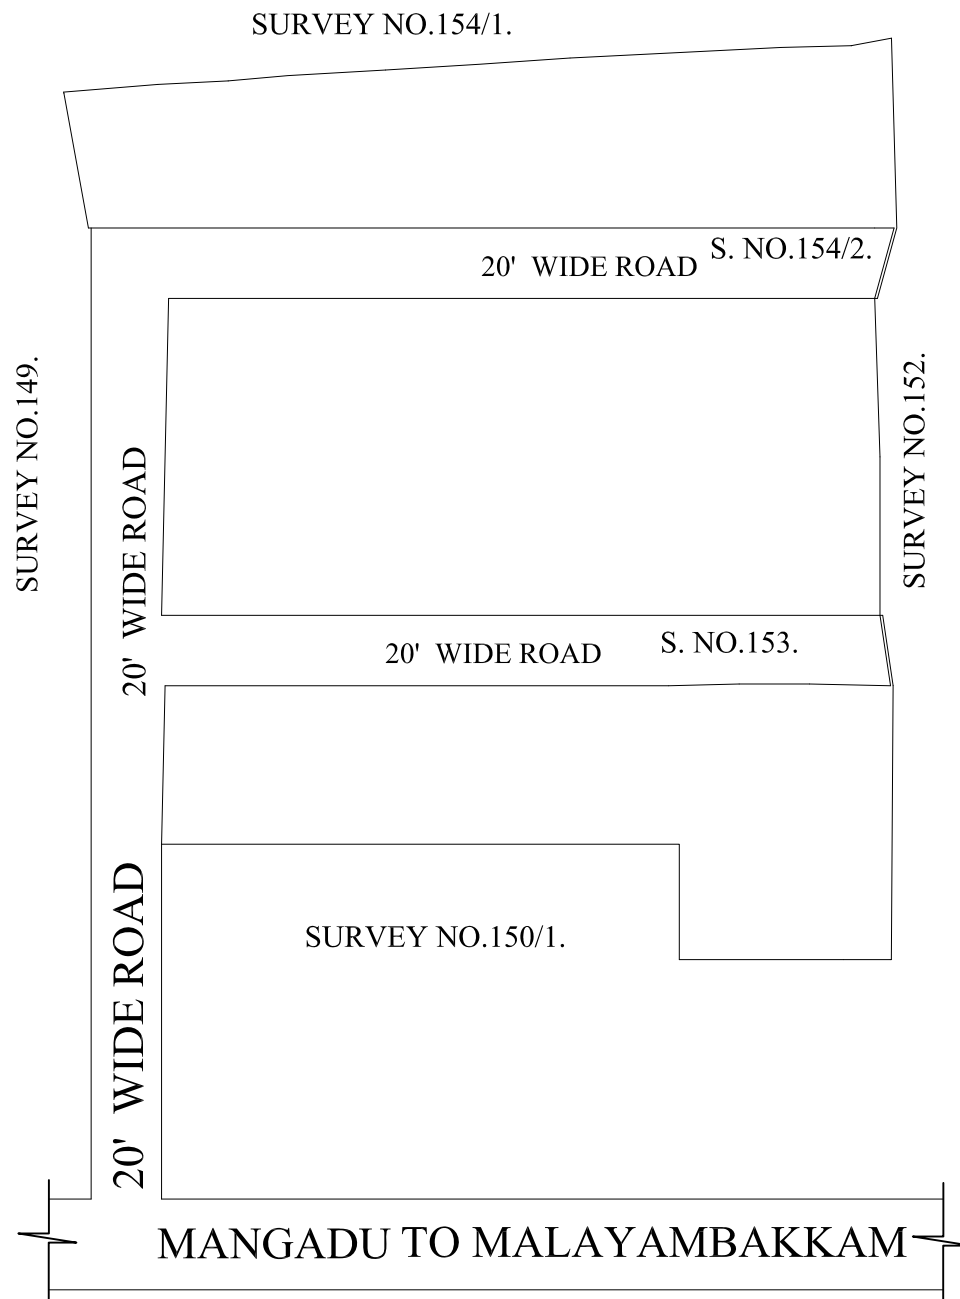 SURVEY NO.154/1.
S. NO.154/2.
20' WIDE ROAD
SURVEY NO.149.
SURVEY NO.152.
20' WIDE ROAD
20' WIDE ROAD
S. NO.153.
20' WIDE ROAD
SURVEY NO.150/1.
MANGADU TO MALAYAMBAKKAM